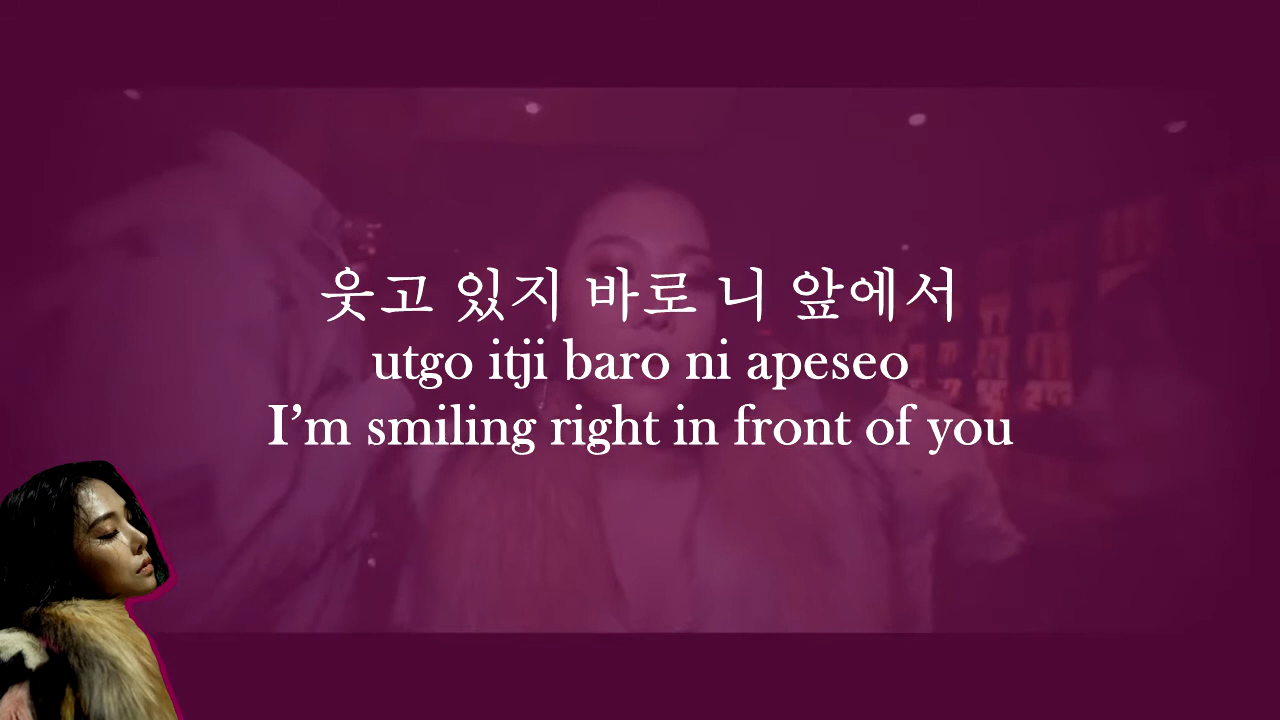 웃고 있지 바로 니 앞에서
utgo itji baro ni apeseo
I’m smiling right in front of you